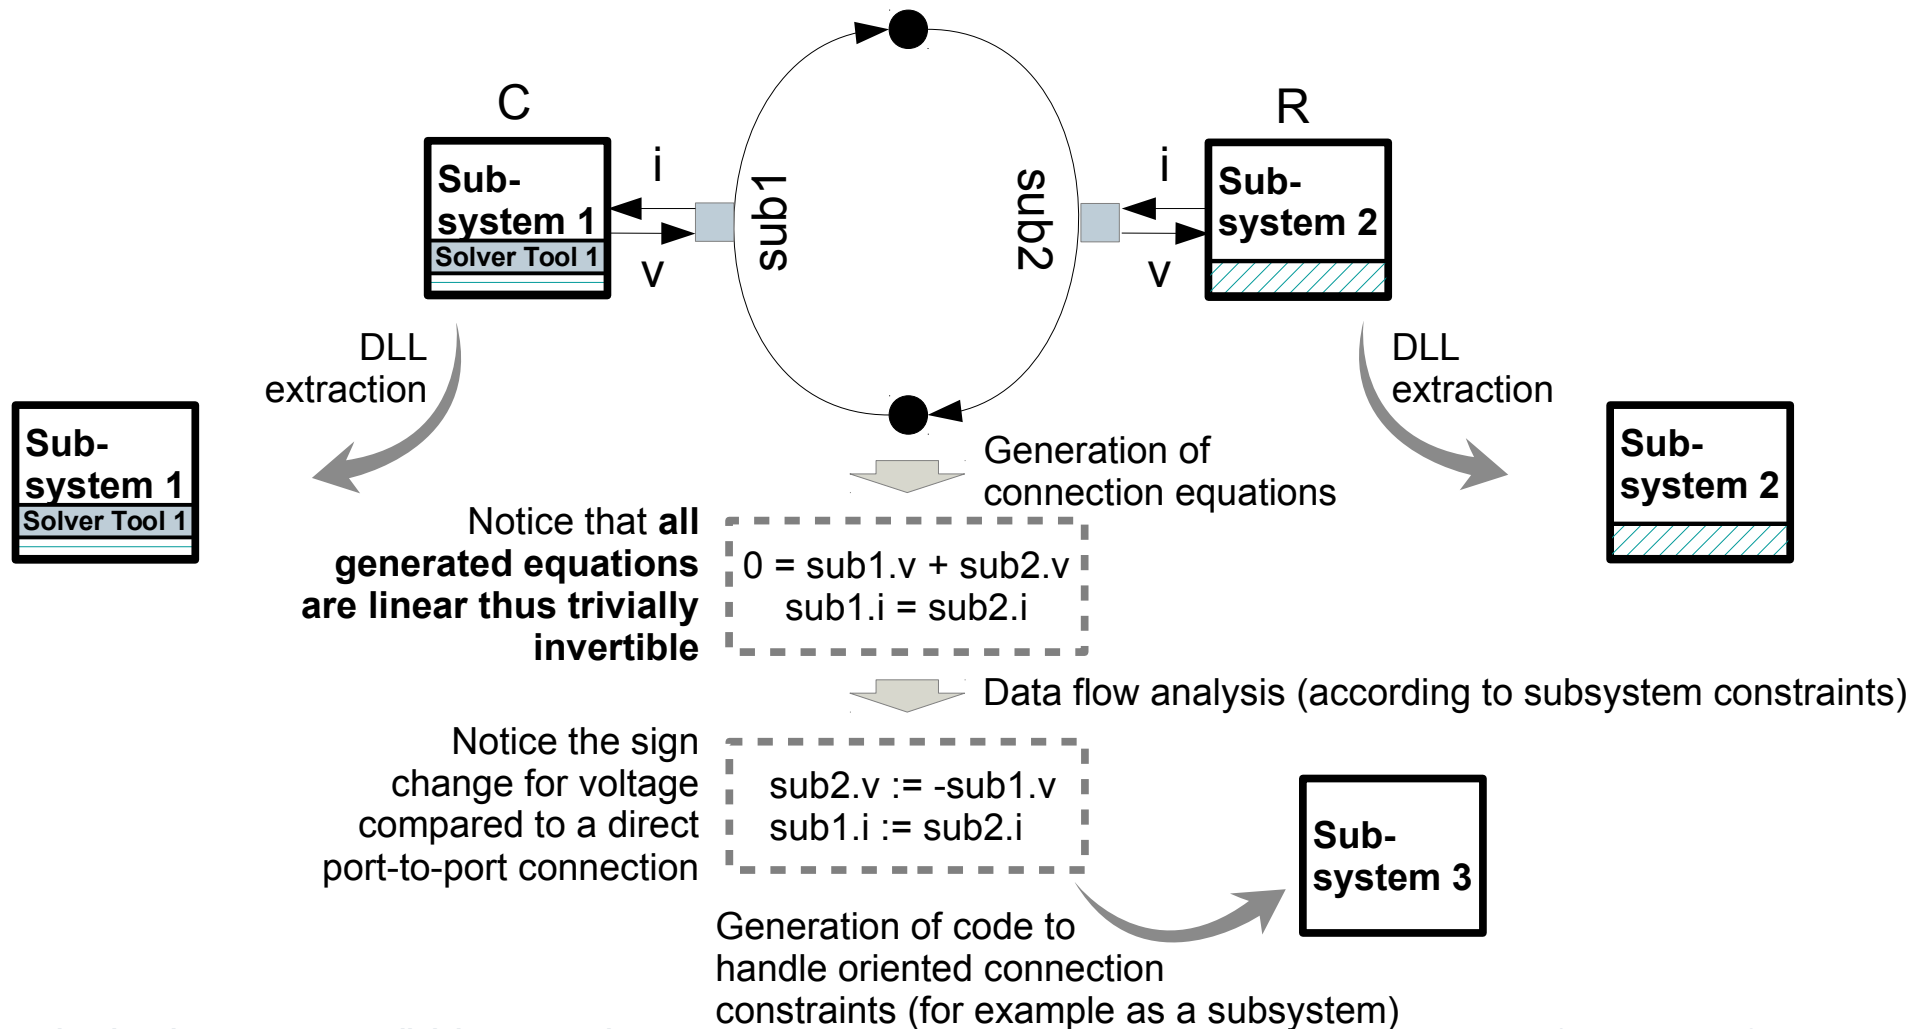 C
R
Sub-
system 1
Solver Tool 1
i
v
sub1
sub2
i
v
Sub-
system 2
DLL
extraction
DLL
extraction
Sub-
system 1
Solver Tool 1
Sub-
system 2
Generation of
connection equations
Notice that all
generated equations
are linear thus trivially
invertible
0 = sub1.v + sub2.v
sub1.i = sub2.i
Data flow analysis (according to subsystem constraints)
Notice the sign
change for voltage
compared to a direct
port-to-port connection
sub2.v := -sub1.v
sub1.i := sub2.i
Sub-
system 3
Generation of code to
handle oriented connection
constraints (for example as a subsystem)